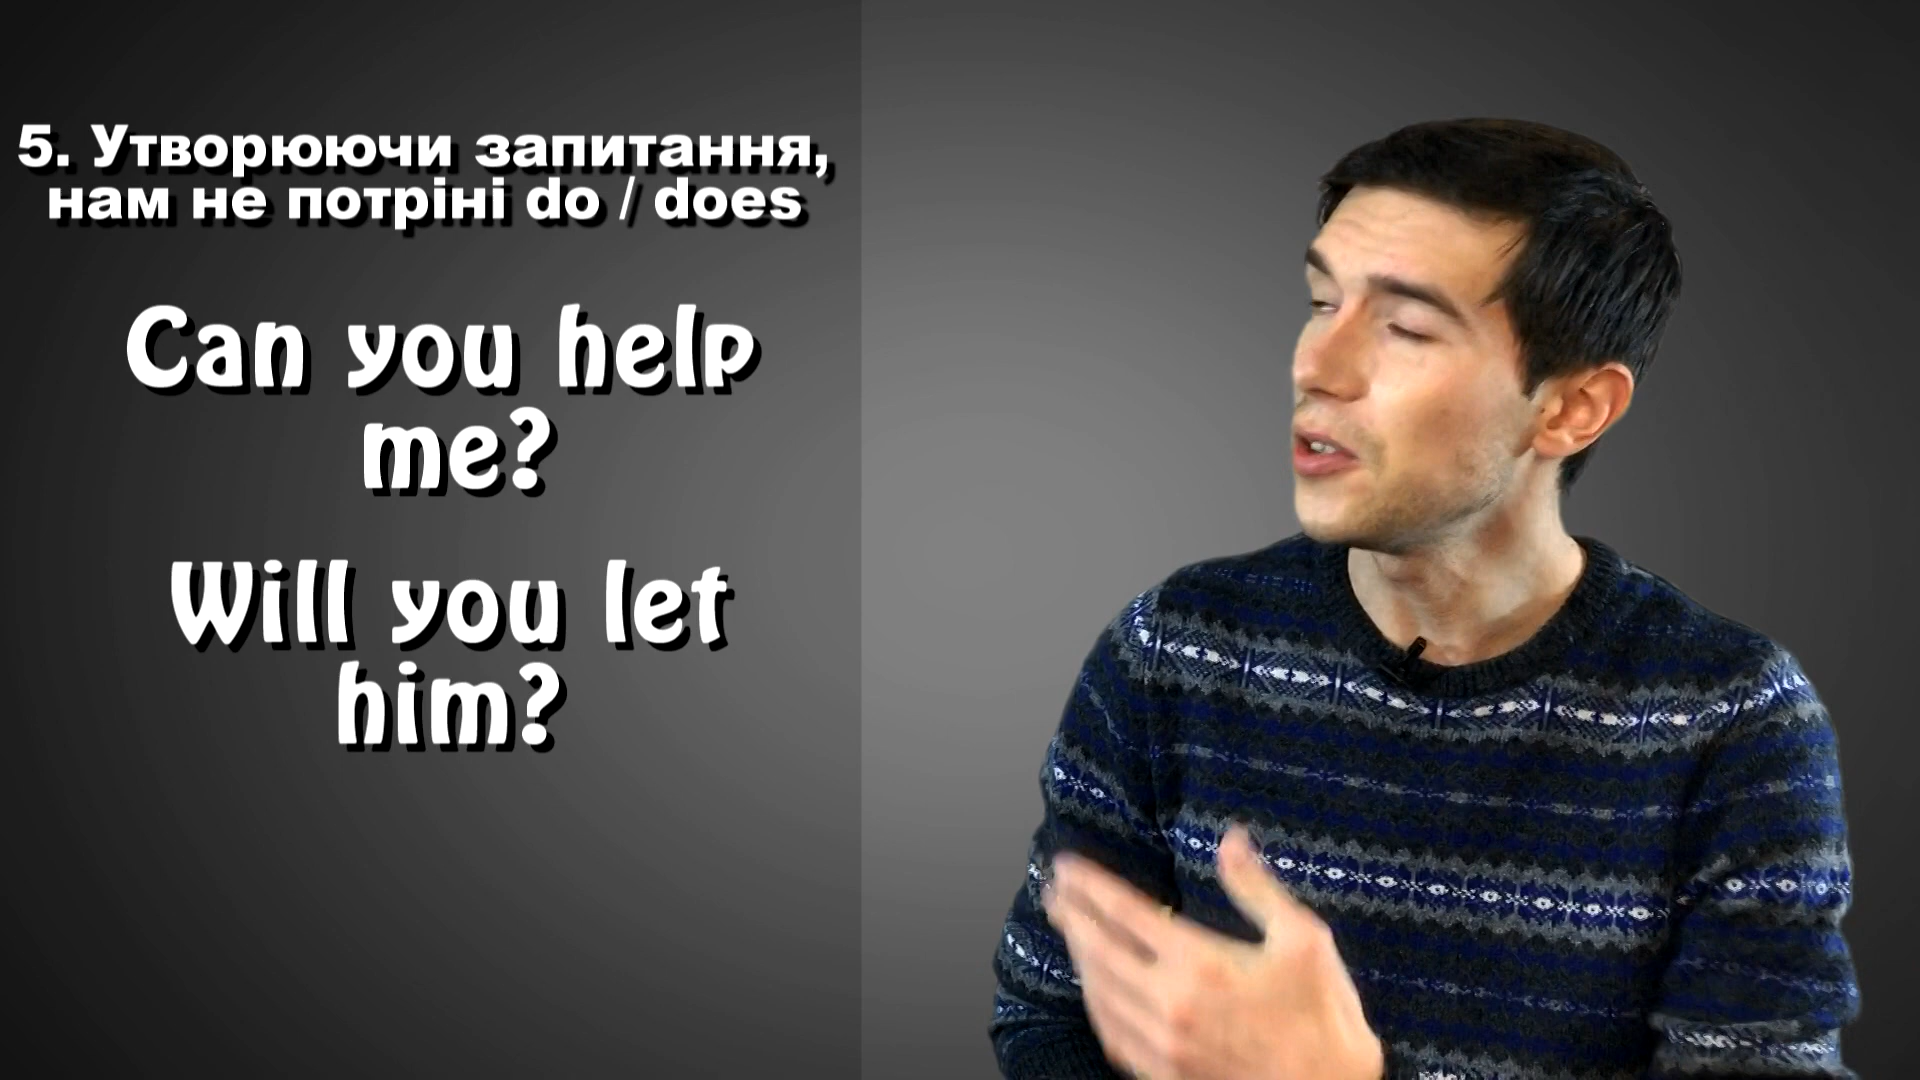 5. Утворюючи запитання,
нам не потріні do / does
Can you help
me?
Will you let
him?